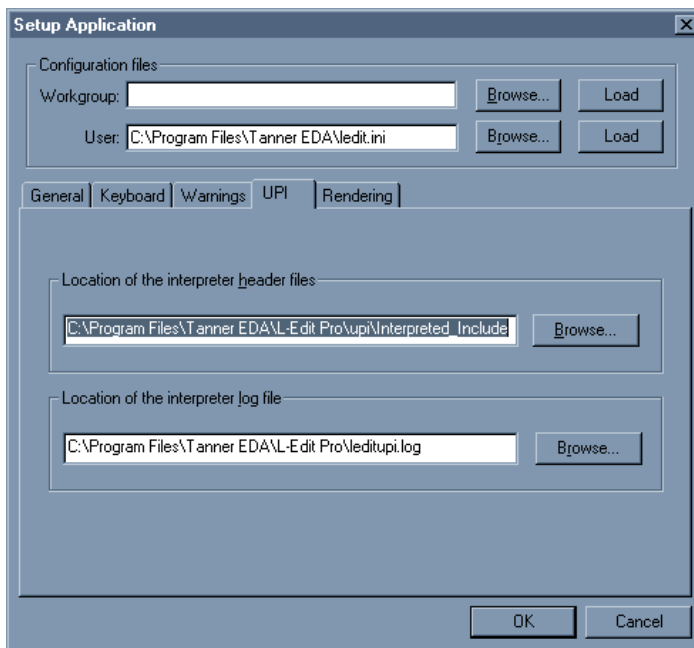 Setup Application
Configuration files
Workgroup: Browse... Load
User: C:\Program Files\Tanner EDA\ledit.ini Browse... Load
General Keyboard Warnings UPI Rendering
Location of the interpreter header files
C:\Program Files\Tanner EDA\L-Edit Pro\upi\Interpreted_Include Browse...
Location of the interpreter log file
C:\Program Files\Tanner EDA\L-Edit Pro\leditupi.log Browse...
OK Cancel